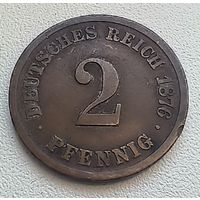 DEUTSCHES REICH 1876
2
· PFENNIG ·